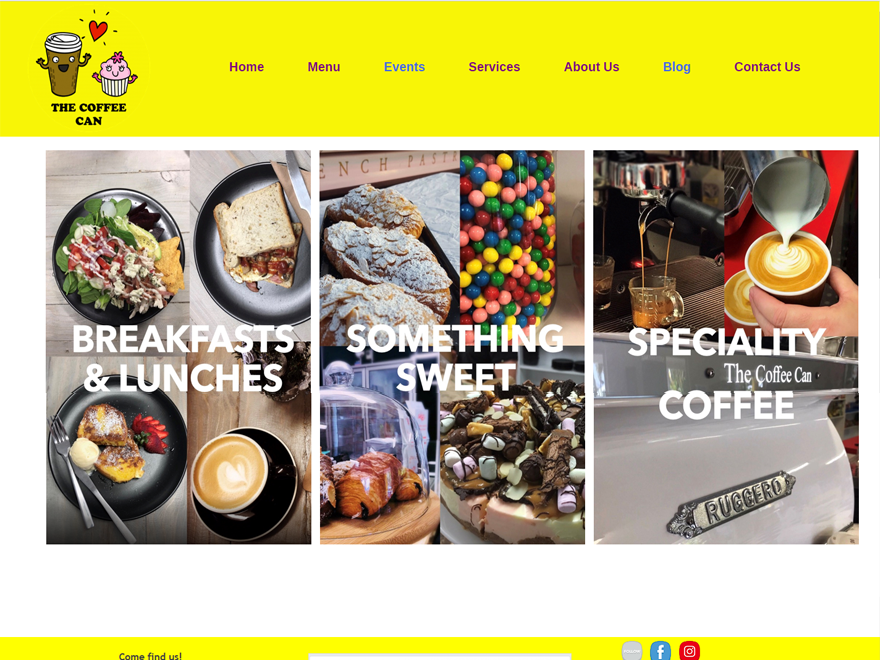 THE COFFEE
CAN
Home Menu Events Services About Us Blog Contact Us
BREAKFASTS
& LUNCHES
ENCH PAST
SOMETHING
SWEET
SPECIALITY
The Coffee Can
COFFEE
RUGGERO
Come find us!